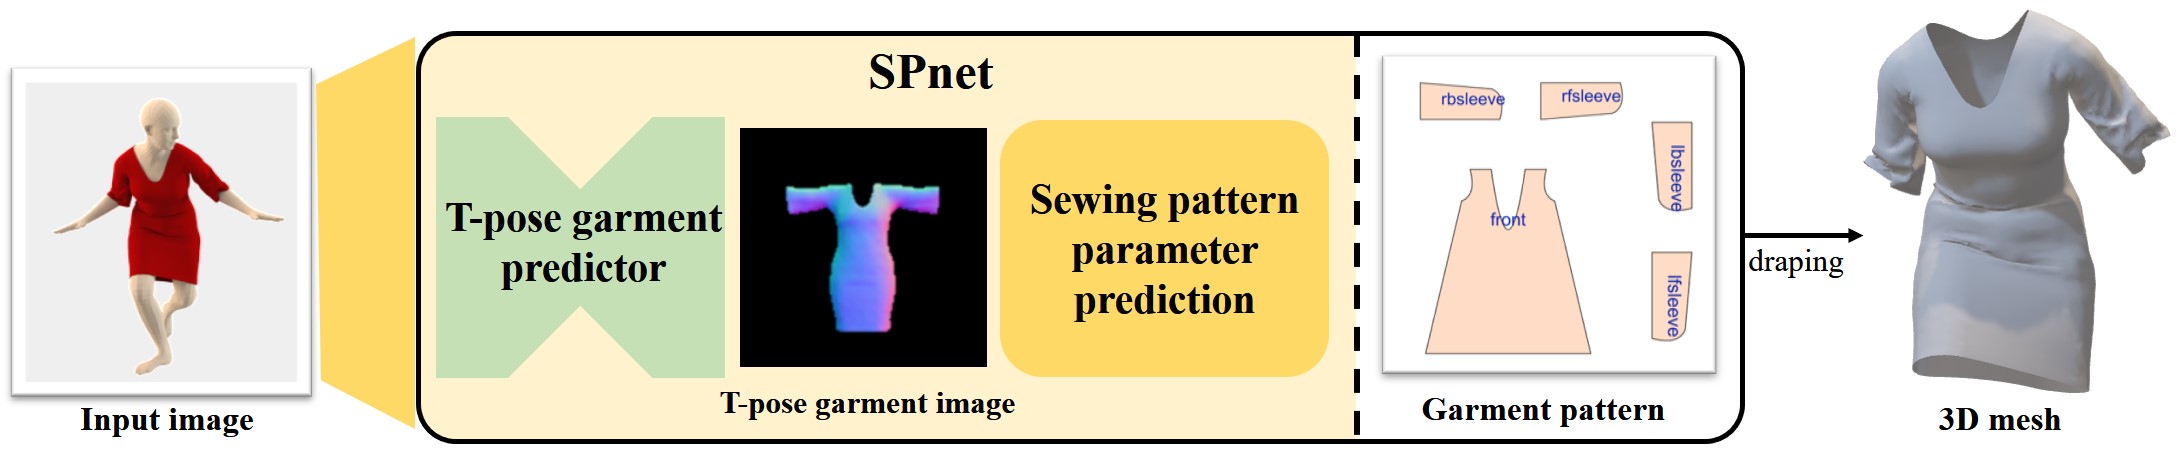 SPnet
T-pose garment
predictor
Sewing pattern
parameter
prediction
rbsleeve
rfsleeve
lbsleeve
front
lfsleeve
draping
Input image
T-pose garment image
Garment pattern
3D mesh